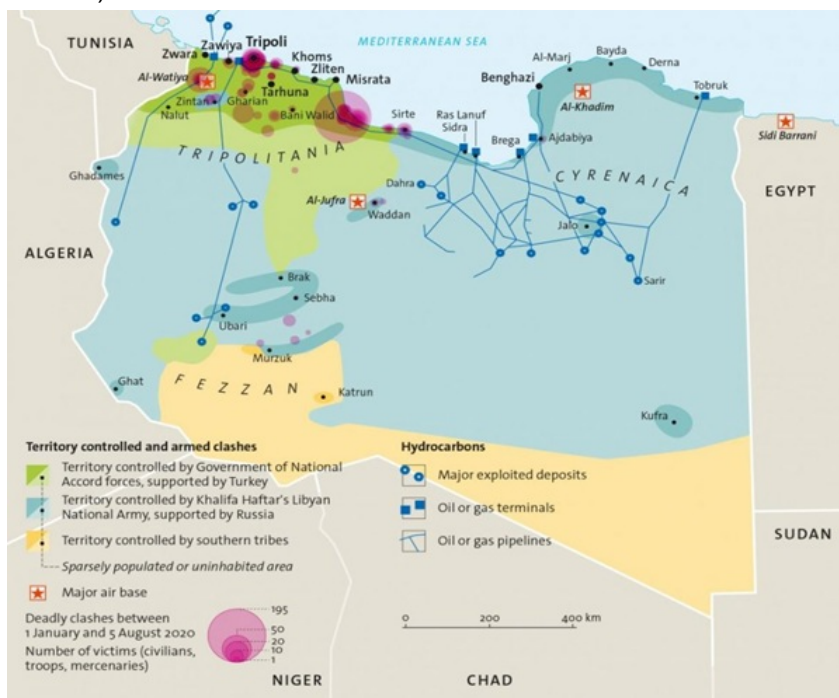 TUNISIA
MEDITERRANEAN SEA
Zwara
Zawiya
Tripoli
Khoms
Zliten
Misrata
Al-Watiya
Tarhuna
Zintan
Gharian
Nalut
Bani Walid
Sirte
Ras Lanuf
Sidra
Brega
Ajdabiya
Benghazi
Al-Marj
Bayda
Derna
Al-Khadim
Tobruk
Sidi Barrani
TRIPOLITANIA
CYRENAICA
EGYPT
Ghadames
Dahra
Al-Jufra
Waddan
Jalo
ALGERIA
Brak
Sebha
Sarir
Ubari
Murzuk
Ghat
FEZZAN
Katrun
Kufra
Territory controlled and armed clashes
Territory controlled by Government of National
Accord forces, supported by Turkey
Territory controlled by Khalifa Haftar's Libyan
National Army, supported by Russia
Territory controlled by southern tribes
Sparsely populated or uninhabited area
Major air base
Deadly clashes between
1 January and 5 August 2020
Number of victims (civilians,
troops, mercenaries)
195
50
20
10
1
Hydrocarbons
Major exploited deposits
Oil or gas terminals
Oil or gas pipelines
0 200 400 km
SUDAN
NIGER
CHAD